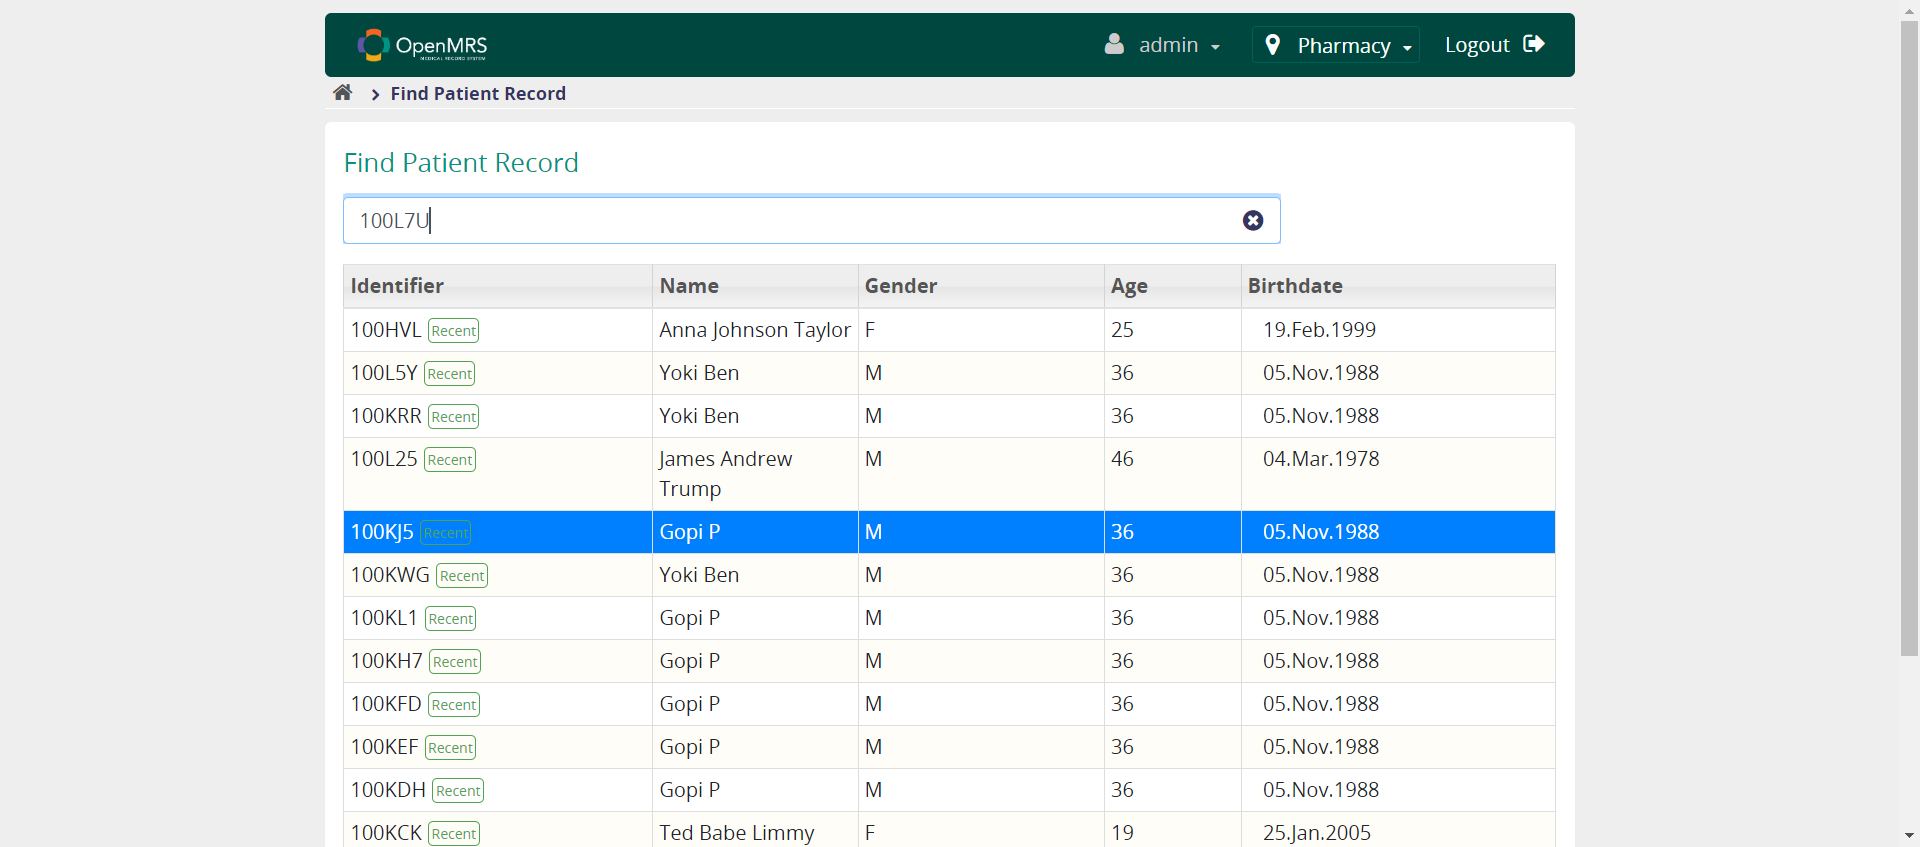 OpenMRS
MEDICAL RECORD SYSTEM
admin
Pharmacy
Logout
Find Patient Record
Find Patient Record
100L7U
Identifier Name Gender Age Birthdate
100HVL Recent Anna Johnson Taylor F 25 19.Feb.1999
100L5Y Recent Yoki Ben M 36 05.Nov.1988
100KRR Recent Yoki Ben M 36 05.Nov.1988
100L25 Recent James Andrew M 46 04.Mar.1978
Trump
100KJ5 Recent Gopi P M 36 05.Nov.1988
100KWG Recent Yoki Ben M 36 05.Nov.1988
100KL1 Recent Gopi P M 36 05.Nov.1988
100KH7 Recent Gopi P M 36 05.Nov.1988
100KFD Recent Gopi P M 36 05.Nov.1988
100KEF Recent Gopi P M 36 05.Nov.1988
100KDH Recent Gopi P M 36 05.Nov.1988
100KCK Recent Ted Babe Limmy F 19 25.Jan.2005